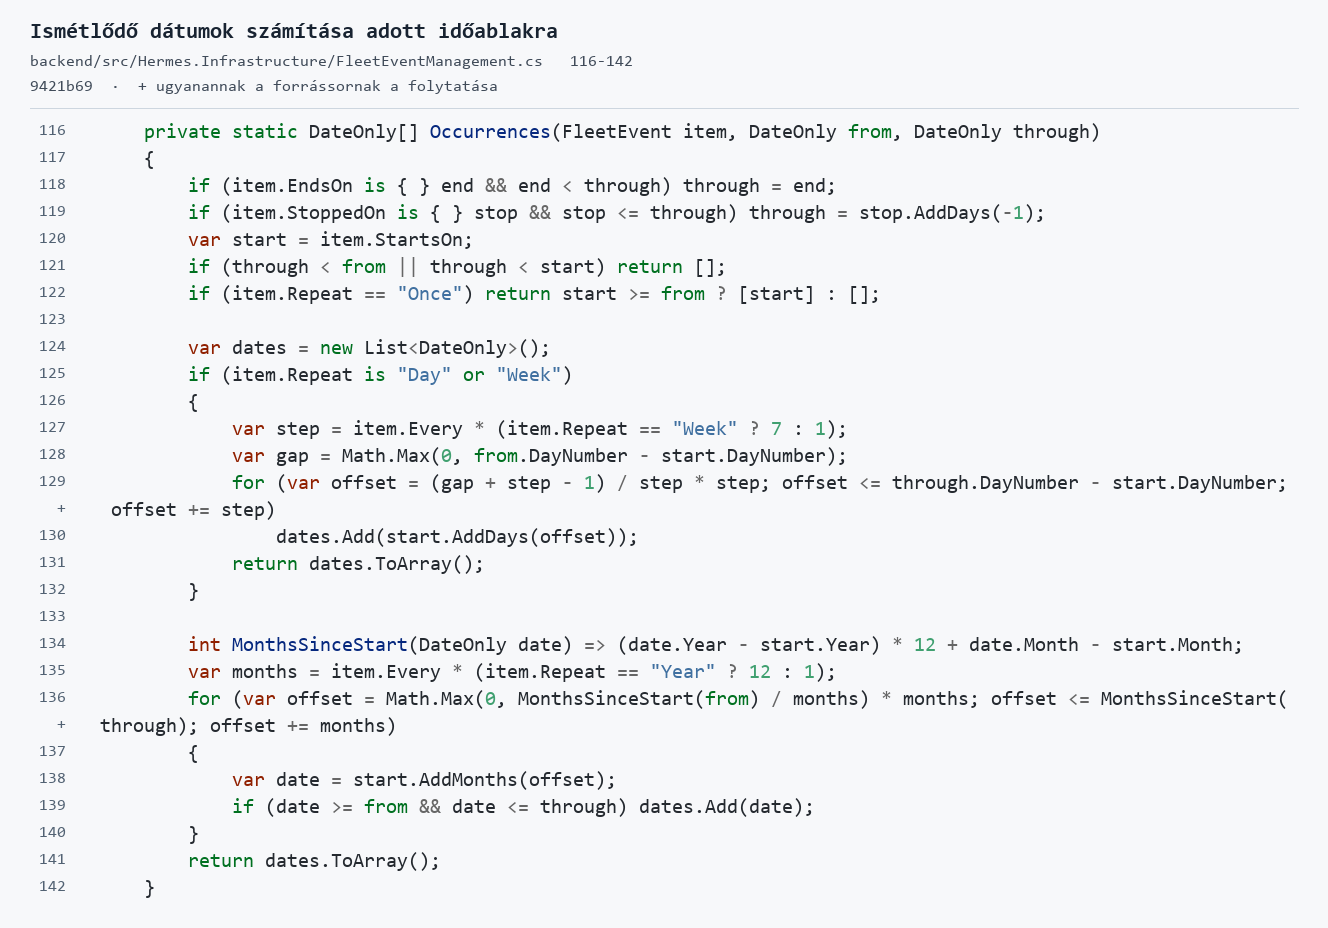 Ismétlődő dátumok számítása adott időablakra
backend/src/Hermes.Infrastructure/FleetEventManagement.cs   116-142
9421b69  ·  + ugyanannak a forrássornak a folytatása
116    private static DateOnly[] Occurrences(FleetEvent item, DateOnly from, DateOnly through)
117    {
118        if (item.EndsOn is { } end && end < through) through = end;
119        if (item.StoppedOn is { } stop && stop <= through) through = stop.AddDays(-1);
120        var start = item.StartsOn;
121        if (through < from || through < start) return [];
122        if (item.Repeat == "Once") return start >= from ? [start] : [];
123
124        var dates = new List<DateOnly>();
125        if (item.Repeat is "Day" or "Week")
126        {
127            var step = item.Every * (item.Repeat == "Week" ? 7 : 1);
128            var gap = Math.Max(0, from.DayNumber - start.DayNumber);
129            for (var offset = (gap + step - 1) / step * step; offset <= through.DayNumber - start.DayNumber;
+ offset += step)
130                dates.Add(start.AddDays(offset));
131            return dates.ToArray();
132        }
133
134        int MonthsSinceStart(DateOnly date) => (date.Year - start.Year) * 12 + date.Month - start.Month;
135        var months = item.Every * (item.Repeat == "Year" ? 12 : 1);
136        for (var offset = Math.Max(0, MonthsSinceStart(from) / months) * months; offset <= MonthsSinceStart(
+ through); offset += months)
137        {
138            var date = start.AddMonths(offset);
139            if (date >= from && date <= through) dates.Add(date);
140        }
141        return dates.ToArray();
142    }